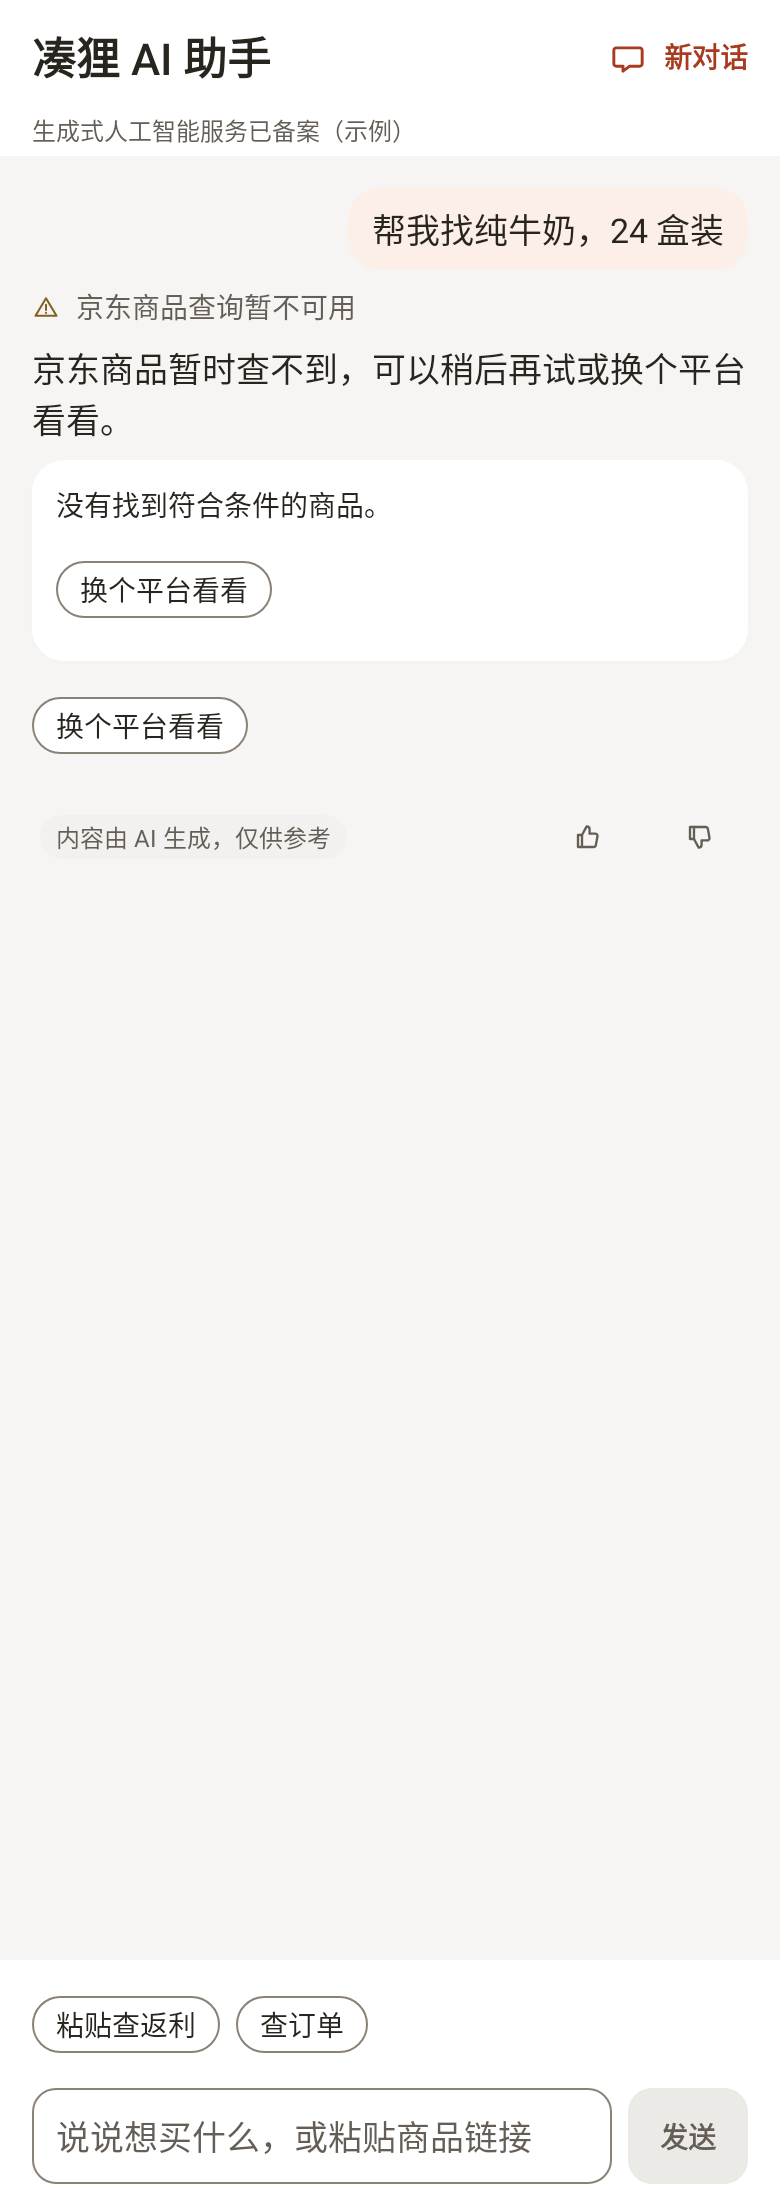 凑狸 AI 助手
新对话
生成式人工智能服务已备案（示例）
帮我找纯牛奶，24 盒装
京东商品查询暂不可用
京东商品暂时查不到，可以稍后再试或换个平台
看看。
没有找到符合条件的商品。
换个平台看看
换个平台看看
内容由 AI 生成，仅供参考
粘贴查返利
查订单
说说想买什么，或粘贴商品链接
发送